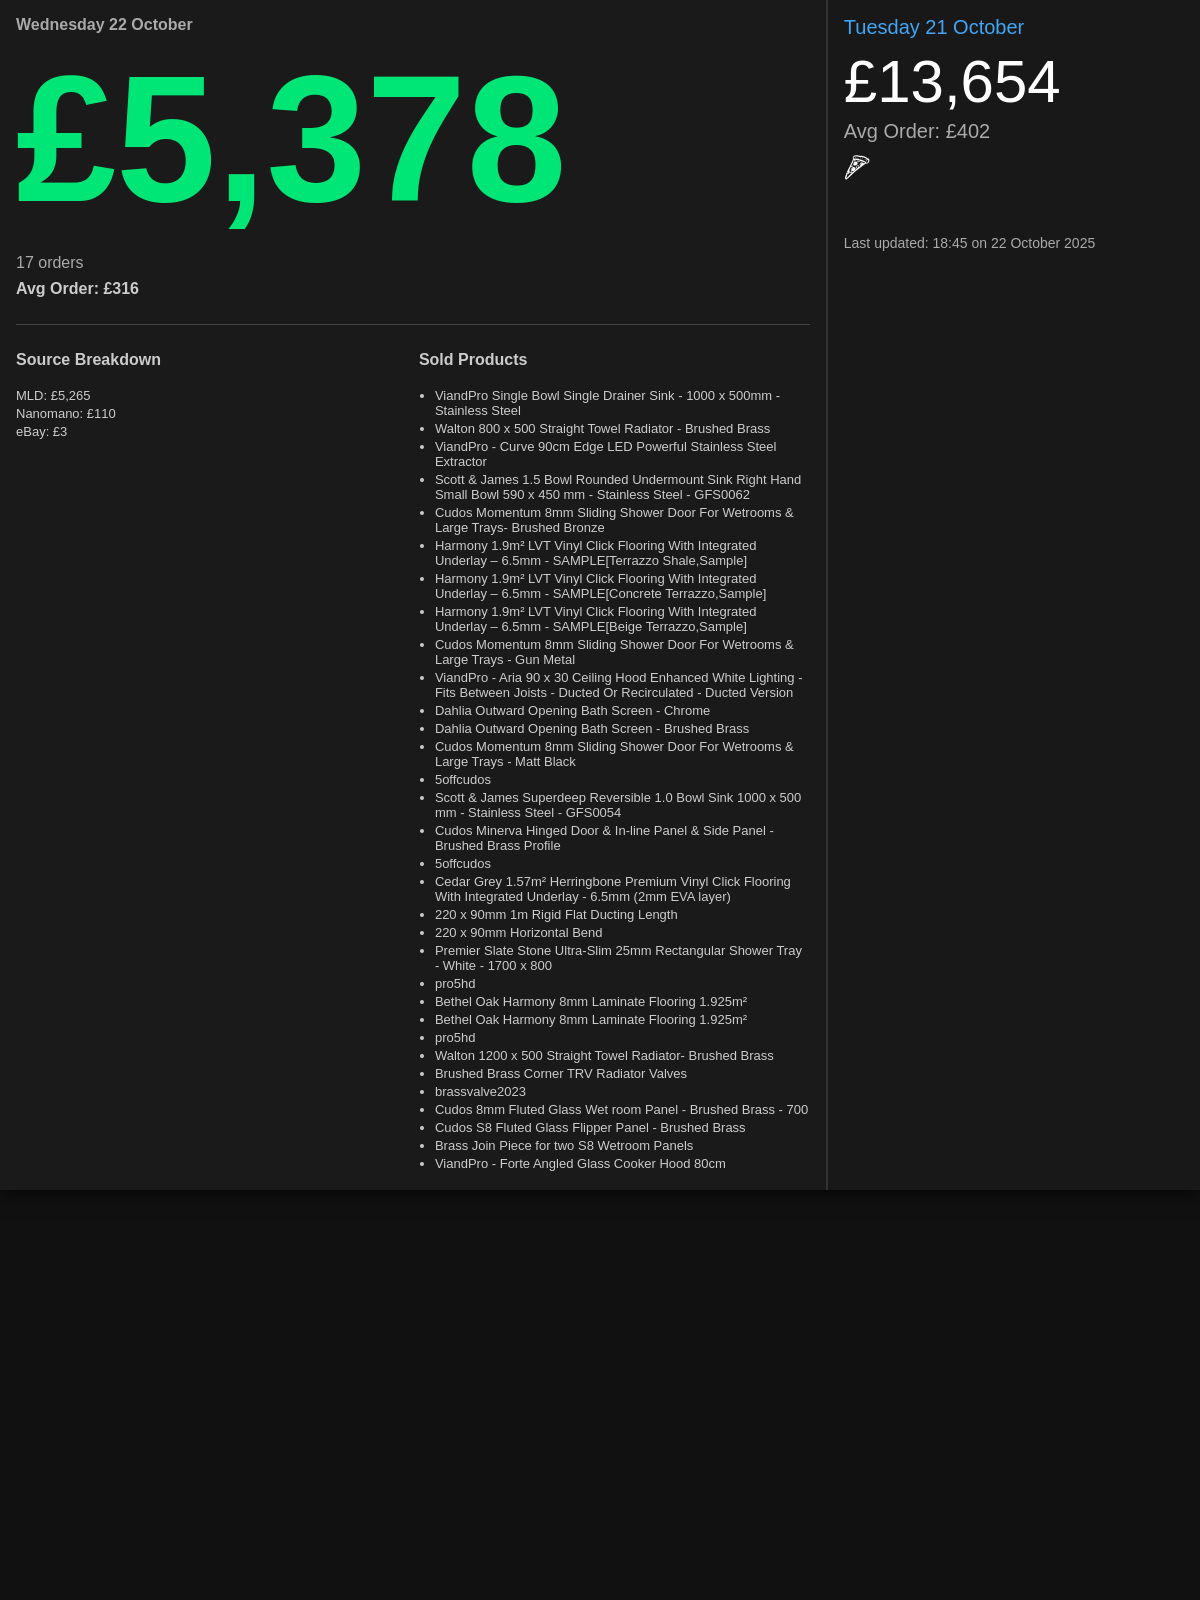 Wednesday 22 October
£5,378
17 orders
Avg Order: £316
Source Breakdown
MLD: £5,265
Nanomano: £110
eBay: £3
Sold Products
ViandPro Single Bowl Single Drainer Sink - 1000 x 500mm -
Stainless Steel
Walton 800 x 500 Straight Towel Radiator - Brushed Brass
ViandPro - Curve 90cm Edge LED Powerful Stainless Steel
Extractor
Scott & James 1.5 Bowl Rounded Undermount Sink Right Hand
Small Bowl 590 x 450 mm - Stainless Steel - GFS0062
Cudos Momentum 8mm Sliding Shower Door For Wetrooms &
Large Trays- Brushed Bronze
Harmony 1.9m² LVT Vinyl Click Flooring With Integrated
Underlay – 6.5mm - SAMPLE[Terrazzo Shale,Sample]
Harmony 1.9m² LVT Vinyl Click Flooring With Integrated
Underlay – 6.5mm - SAMPLE[Concrete Terrazzo,Sample]
Harmony 1.9m² LVT Vinyl Click Flooring With Integrated
Underlay – 6.5mm - SAMPLE[Beige Terrazzo,Sample]
Cudos Momentum 8mm Sliding Shower Door For Wetrooms &
Large Trays - Gun Metal
ViandPro - Aria 90 x 30 Ceiling Hood Enhanced White Lighting -
Fits Between Joists - Ducted Or Recirculated - Ducted Version
Dahlia Outward Opening Bath Screen - Chrome
Dahlia Outward Opening Bath Screen - Brushed Brass
Cudos Momentum 8mm Sliding Shower Door For Wetrooms &
Large Trays - Matt Black
5offcudos
Scott & James Superdeep Reversible 1.0 Bowl Sink 1000 x 500
mm - Stainless Steel - GFS0054
Cudos Minerva Hinged Door & In-line Panel & Side Panel -
Brushed Brass Profile
5offcudos
Cedar Grey 1.57m² Herringbone Premium Vinyl Click Flooring
With Integrated Underlay - 6.5mm (2mm EVA layer)
220 x 90mm 1m Rigid Flat Ducting Length
220 x 90mm Horizontal Bend
Premier Slate Stone Ultra-Slim 25mm Rectangular Shower Tray
- White - 1700 x 800
pro5hd
Bethel Oak Harmony 8mm Laminate Flooring 1.925m²
Bethel Oak Harmony 8mm Laminate Flooring 1.925m²
pro5hd
Walton 1200 x 500 Straight Towel Radiator- Brushed Brass
Brushed Brass Corner TRV Radiator Valves
brassvalve2023
Cudos 8mm Fluted Glass Wet room Panel - Brushed Brass - 700
Cudos S8 Fluted Glass Flipper Panel - Brushed Brass
Brass Join Piece for two S8 Wetroom Panels
ViandPro - Forte Angled Glass Cooker Hood 80cm
Tuesday 21 October
£13,654
Avg Order: £402
Last updated: 18:45 on 22 October 2025